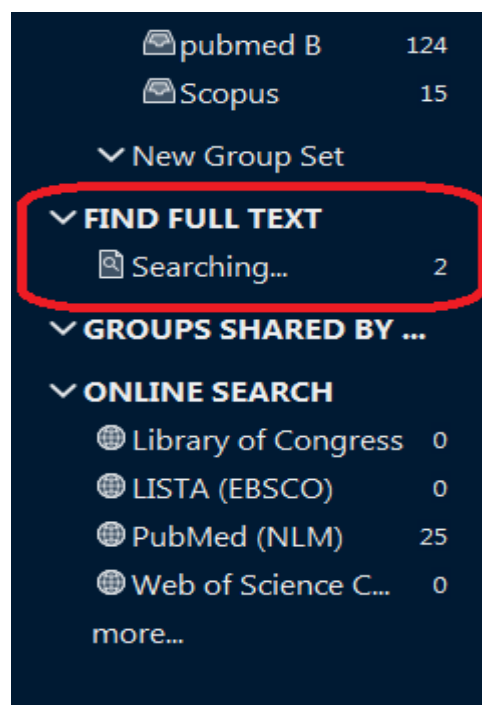 pubmed B 124
Scopus 15
New Group Set
FIND FULL TEXT
Searching... 2
GROUPS SHARED BY ...
ONLINE SEARCH
Library of Congress 0
LISTA (EBSCO) 0
PubMed (NLM) 25
Web of Science C... 0
more...